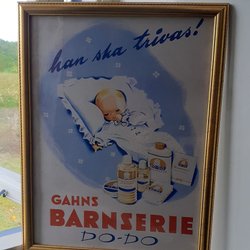 han ska trivas!
GAHNS
BARNSERIE
DO-DO